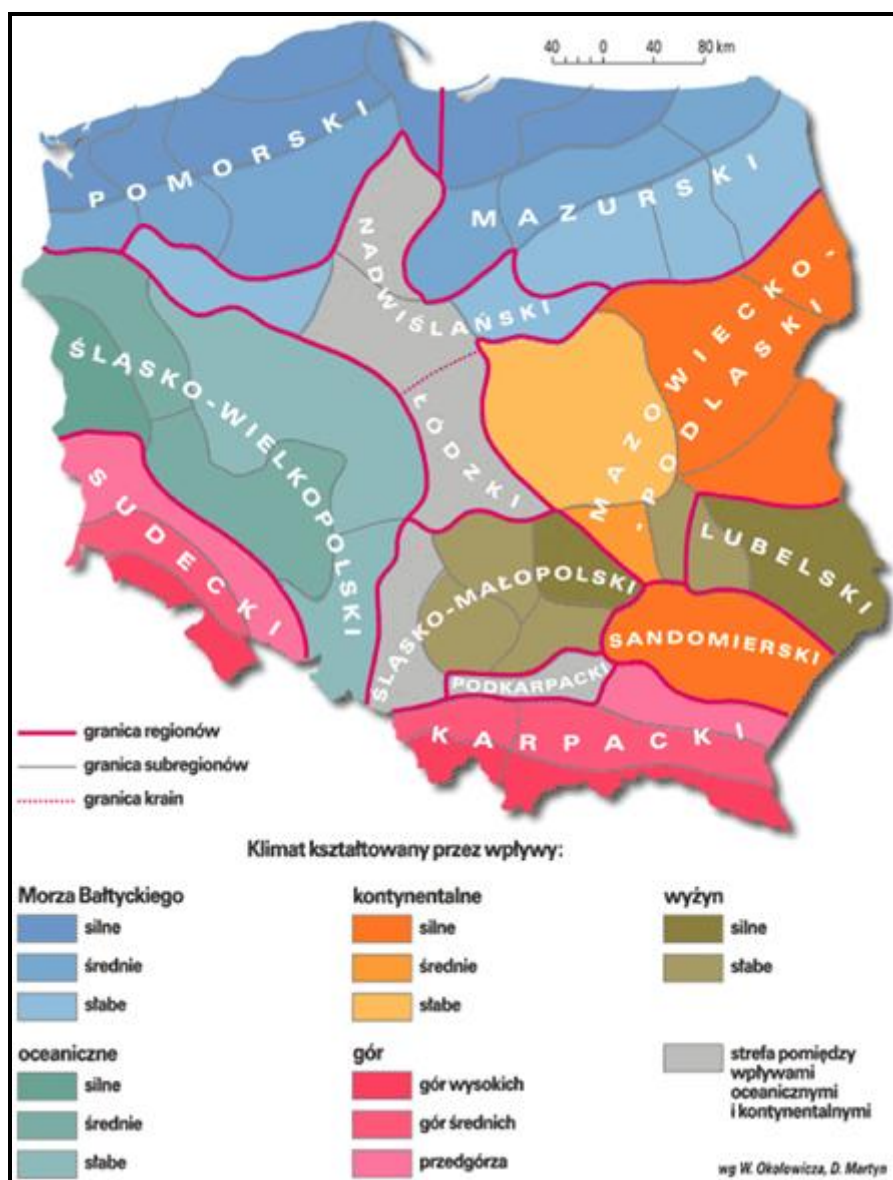 40 0 40 80 km
POMORSKI
MAZURSKI
NADWIŚLAŃSKI
MAZOWIECKO-
-PODLASKI
ŚLĄSKO-WIELKOPOLSKI
ŁÓDZKI
SUDECKI
LUBELSKI
ŚLĄSKO-MAŁOPOLSKI
SANDOMIERSKI
PODKARPACKI
KARPACKI
granica regionów
granica subregionów
granica krain
Klimat kształtowany przez wpływy:
Morza Bałtyckiego
silne
średnie
słabe
kontynentalne
silne
średnie
słabe
wyżyn
silne
słabe
oceaniczne
silne
średnie
słabe
gór
gór wysokich
gór średnich
przedgórza
strefa pomiędzy
wpływami
oceanicznymi
i kontynentalnymi
wg W. Okołowicza, D. Martyn